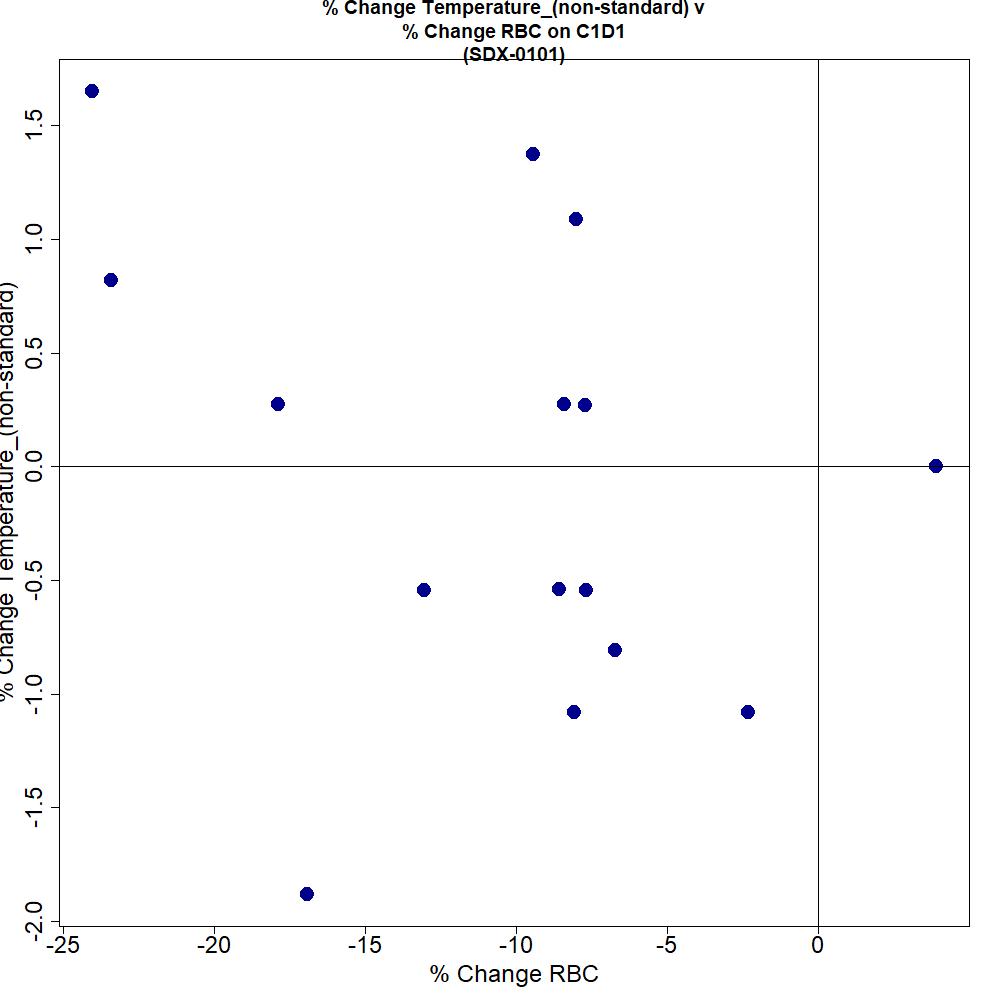 % Change Temperature_(non-standard) v
% Change RBC on C1D1
(SDX-0101)
% Change Temperature_(non-standard)
1.5
1.0
0.5
0.0
-0.5
-1.0
-1.5
-2.0
-25 -20 -15 -10 -5 0
% Change RBC